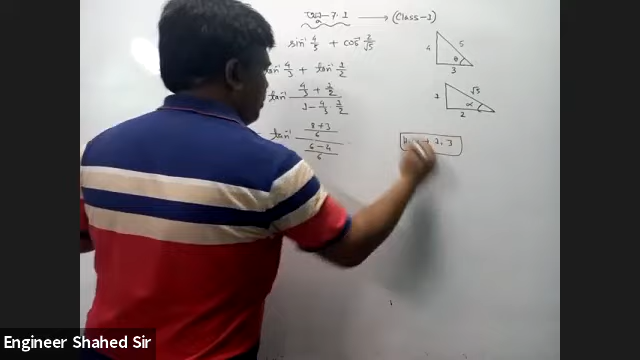 প্রশ্ন-7.1 → (Class-1)
sin⁻¹ 4/5 + cos⁻¹ 2/√5
tan⁻¹ 4/3 + tan⁻¹ 1/2
tan⁻¹ (4/3 + 1/2) / (1 - 4/3 · 1/2)
tan⁻¹ ((8+3)/6) / ((6-4)/6)
4 5 θ 3
1 √5 2 α
Engineer Shahed Sir